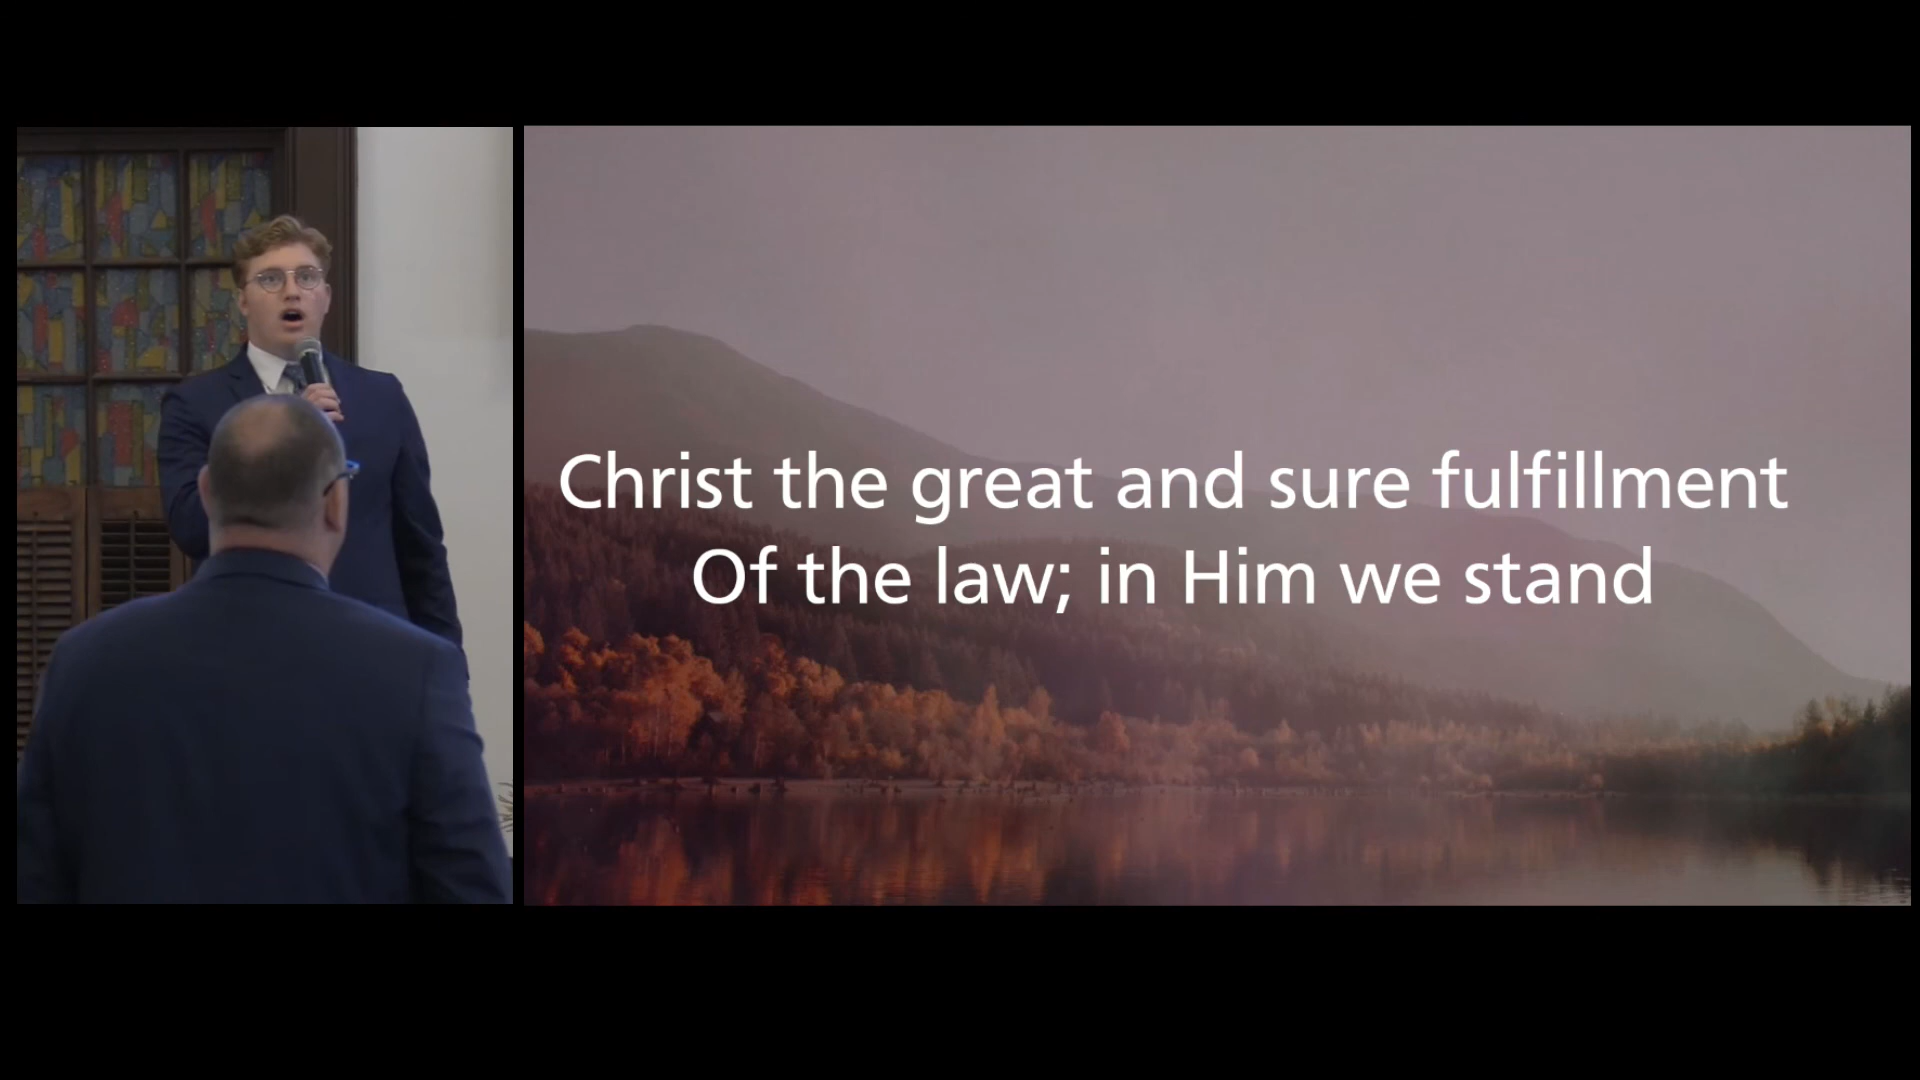 Christ the great and sure fulfillment
Of the law; in Him we stand